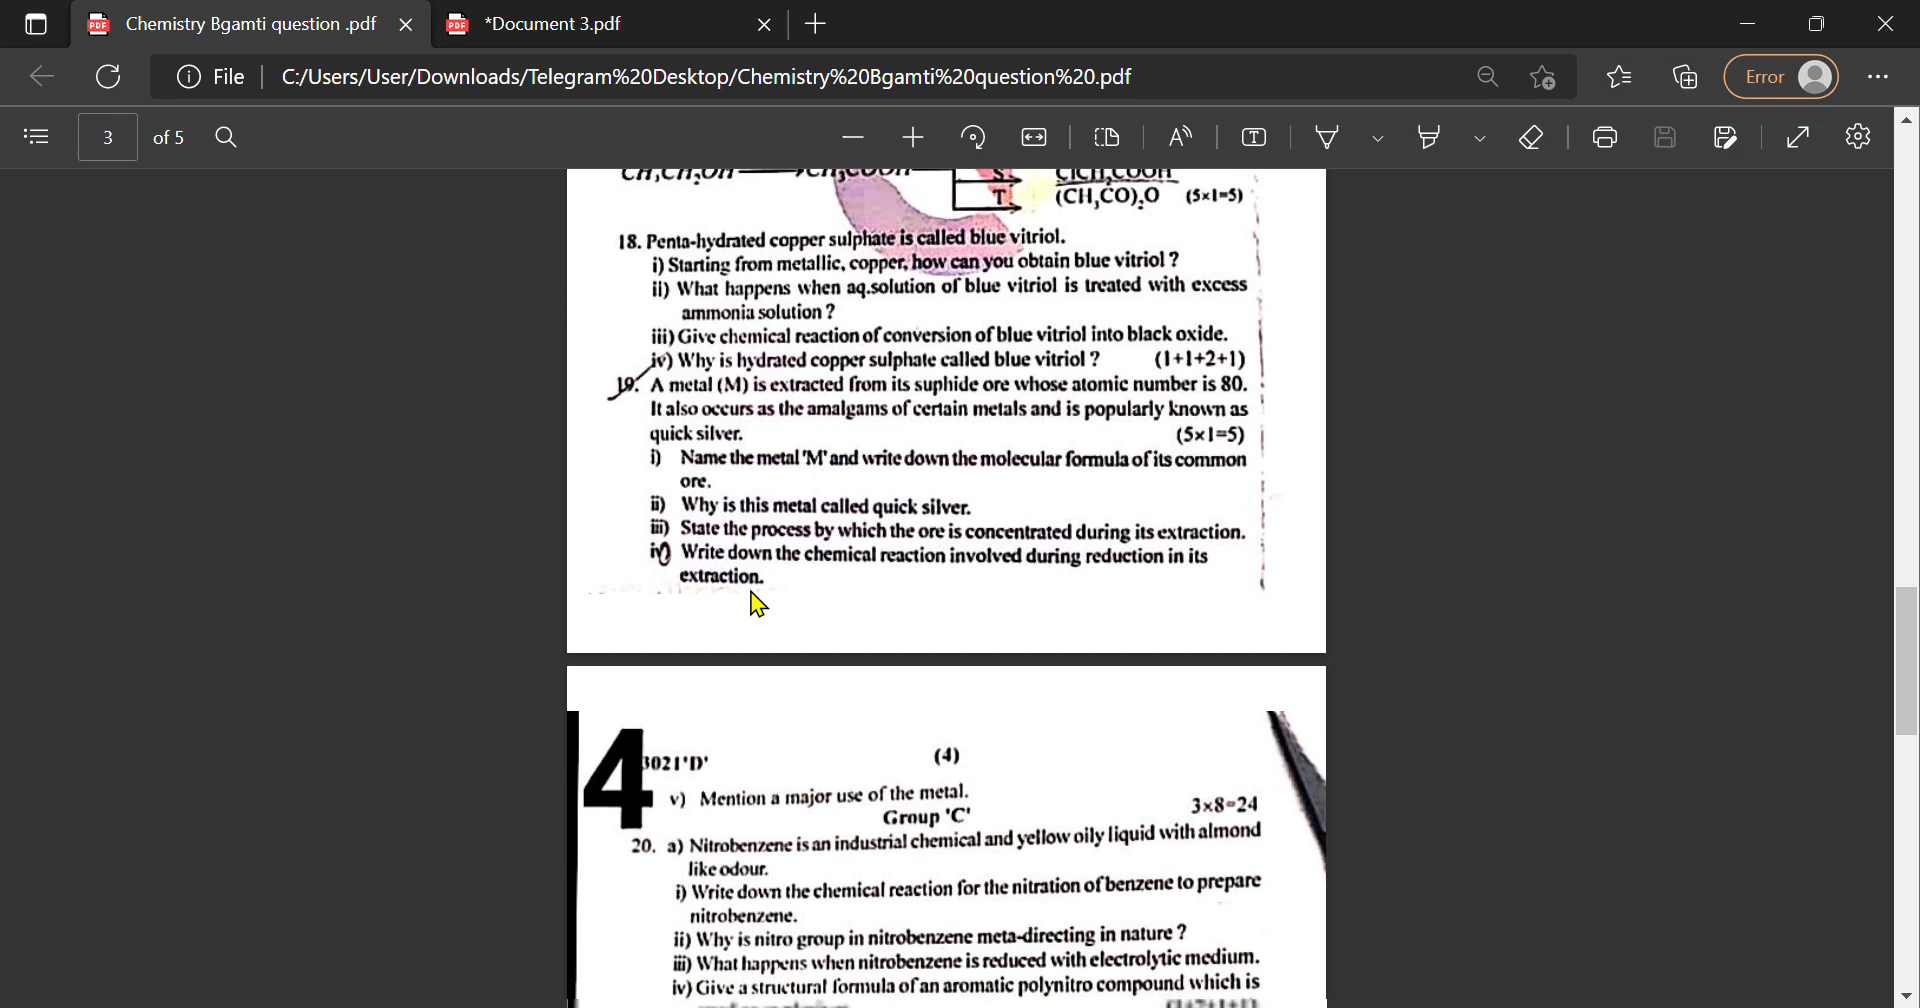 Chemistry Bgamti question .pdf
*Document 3.pdf
File
C:/Users/User/Downloads/Telegram%20Desktop/Chemistry%20Bgamti%20question%20.pdf
Error
3 of 5
CH₃CH₂OH → CH₃COOH
S ClCH₂COOH
T (CH₃CO)₂O (5×1=5)
18. Penta-hydrated copper sulphate is called blue vitriol.
i) Starting from metallic, copper, how can you obtain blue vitriol ?
ii) What happens when aq.solution of blue vitriol is treated with excess
ammonia solution ?
iii) Give chemical reaction of conversion of blue vitriol into black oxide.
iv) Why is hydrated copper sulphate called blue vitriol ? (1+1+2+1)
19. A metal (M) is extracted from its suphide ore whose atomic number is 80.
It also occurs as the amalgams of certain metals and is popularly known as
quick silver. (5×1=5)
i) Name the metal 'M' and write down the molecular formula of its common
ore.
ii) Why is this metal called quick silver.
iii) State the process by which the ore is concentrated during its extraction.
iv) Write down the chemical reaction involved during reduction in its
extraction.
4
3021'D' (4)
v) Mention a major use of the metal.
Group 'C' 3×8=24
20. a) Nitrobenzene is an industrial chemical and yellow oily liquid with almond
like odour.
i) Write down the chemical reaction for the nitration of benzene to prepare
nitrobenzene.
ii) Why is nitro group in nitrobenzene meta-directing in nature ?
iii) What happens when nitrobenzene is reduced with electrolytic medium.
iv) Give a structural formula of an aromatic polynitro compound which is